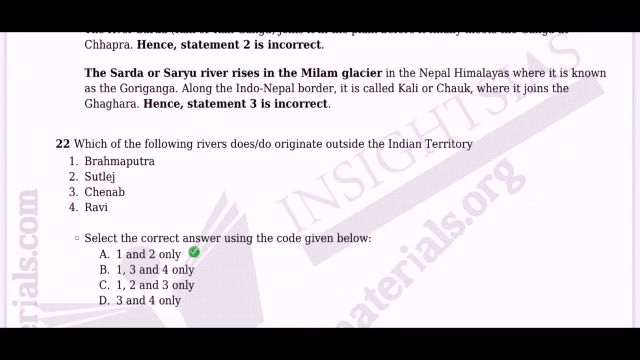 Chhapra. Hence, statement 2 is incorrect.
The Sarda or Saryu river rises in the Milam glacier in the Nepal Himalayas where it is known
as the Goriganga. Along the Indo-Nepal border, it is called Kali or Chauk, where it joins the
Ghaghara. Hence, statement 3 is incorrect.
22 Which of the following rivers does/do originate outside the Indian Territory
1. Brahmaputra
2. Sutlej
3. Chenab
4. Ravi
Select the correct answer using the code given below:
A. 1 and 2 only
B. 1, 3 and 4 only
C. 1, 2 and 3 only
D. 3 and 4 only
INSIGHTSIAS
materials.org
rials.com